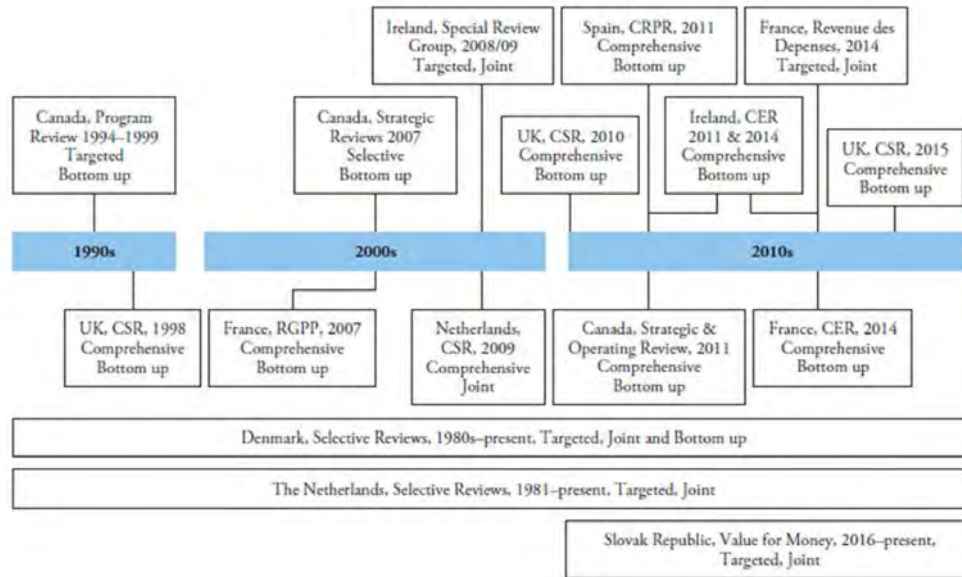 Ireland, Special Review
Group, 2008/09
Targeted, Joint
Spain, CRPR, 2011
Comprehensive
Bottom up
France, Revenue des
Depenses, 2014
Targeted, Joint
Canada, Program
Review 1994–1999
Targeted
Bottom up
Canada, Strategic
Reviews 2007
Selective
Bottom up
UK, CSR, 2010
Comprehensive
Bottom up
Ireland, CER
2011 & 2014
Comprehensive
Bottom up
UK, CSR, 2015
Comprehensive
Bottom up
1990s
2000s
2010s
UK, CSR, 1998
Comprehensive
Bottom up
France, RGPP, 2007
Comprehensive
Bottom up
Netherlands,
CSR, 2009
Comprehensive
Joint
Canada, Strategic &
Operating Review, 2011
Comprehensive
Bottom up
France, CER, 2014
Comprehensive
Bottom up
Denmark, Selective Reviews, 1980s–present, Targeted, Joint and Bottom up
The Netherlands, Selective Reviews, 1981–present, Targeted, Joint
Slovak Republic, Value for Money, 2016–present,
Targeted, Joint